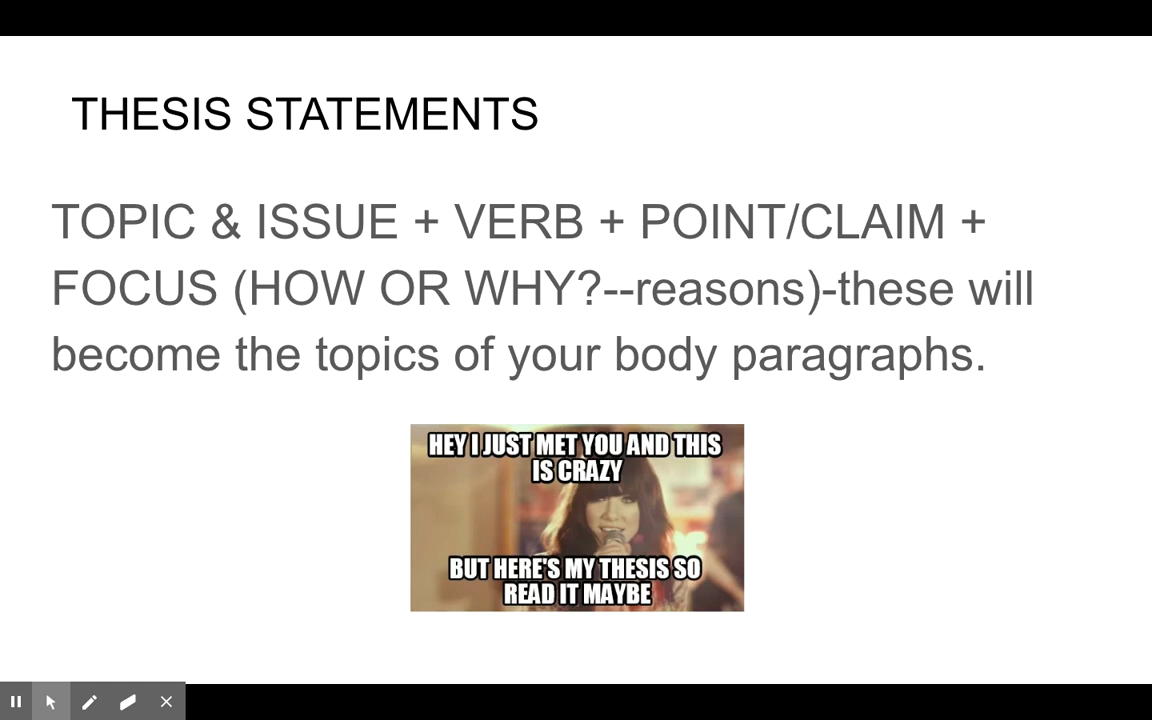 THESIS STATEMENTS
TOPIC & ISSUE + VERB + POINT/CLAIM +
FOCUS (HOW OR WHY?--reasons)-these will
become the topics of your body paragraphs.
HEY I JUST MET YOU AND THIS
IS CRAZY
BUT HERE'S MY THESIS SO
READ IT MAYBE